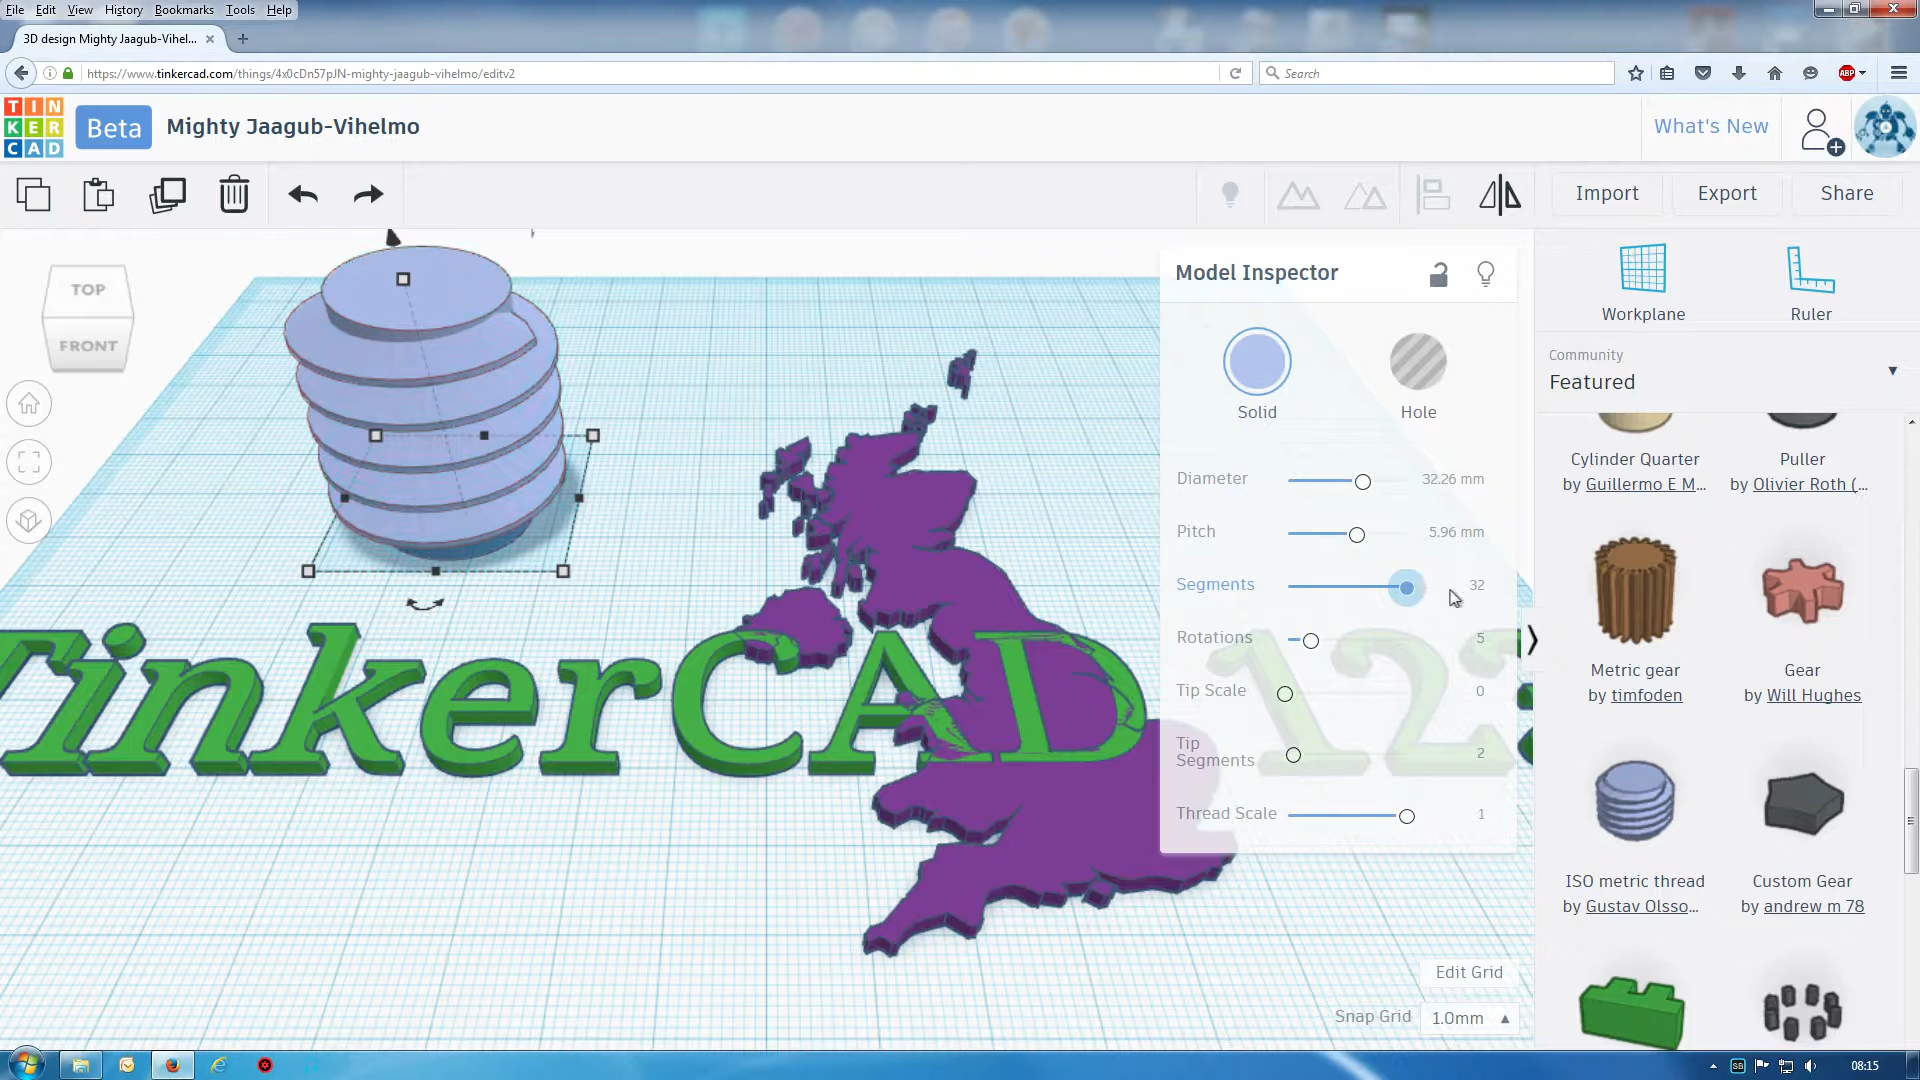 File Edit View History Bookmarks Tools Help
3D design Mighty Jaagub-Vihel...
https://www.tinkercad.com/things/4x0cDn57pJN-mighty-jaagub-vihelmo/editv2
Search
ABP
TIN
KER
CAD
Beta
Mighty Jaagub-Vihelmo
What's New
Import
Export
Share
TOP
FRONT
Model Inspector
Solid
Hole
Diameter
32.26 mm
Pitch
5.96 mm
Segments
32
Rotations
5
Tip Scale
0
Tip
Segments
2
Thread Scale
1
TinkerCAD
123
Edit Grid
Snap Grid
1.0mm
Workplane
Ruler
Community
Featured
Cylinder Quarter
by Guillermo E M...
Puller
by Olivier Roth (...
Metric gear
by timfoden
Gear
by Will Hughes
ISO metric thread
by Gustav Olsso...
Custom Gear
by andrew m 78
SB
08:15